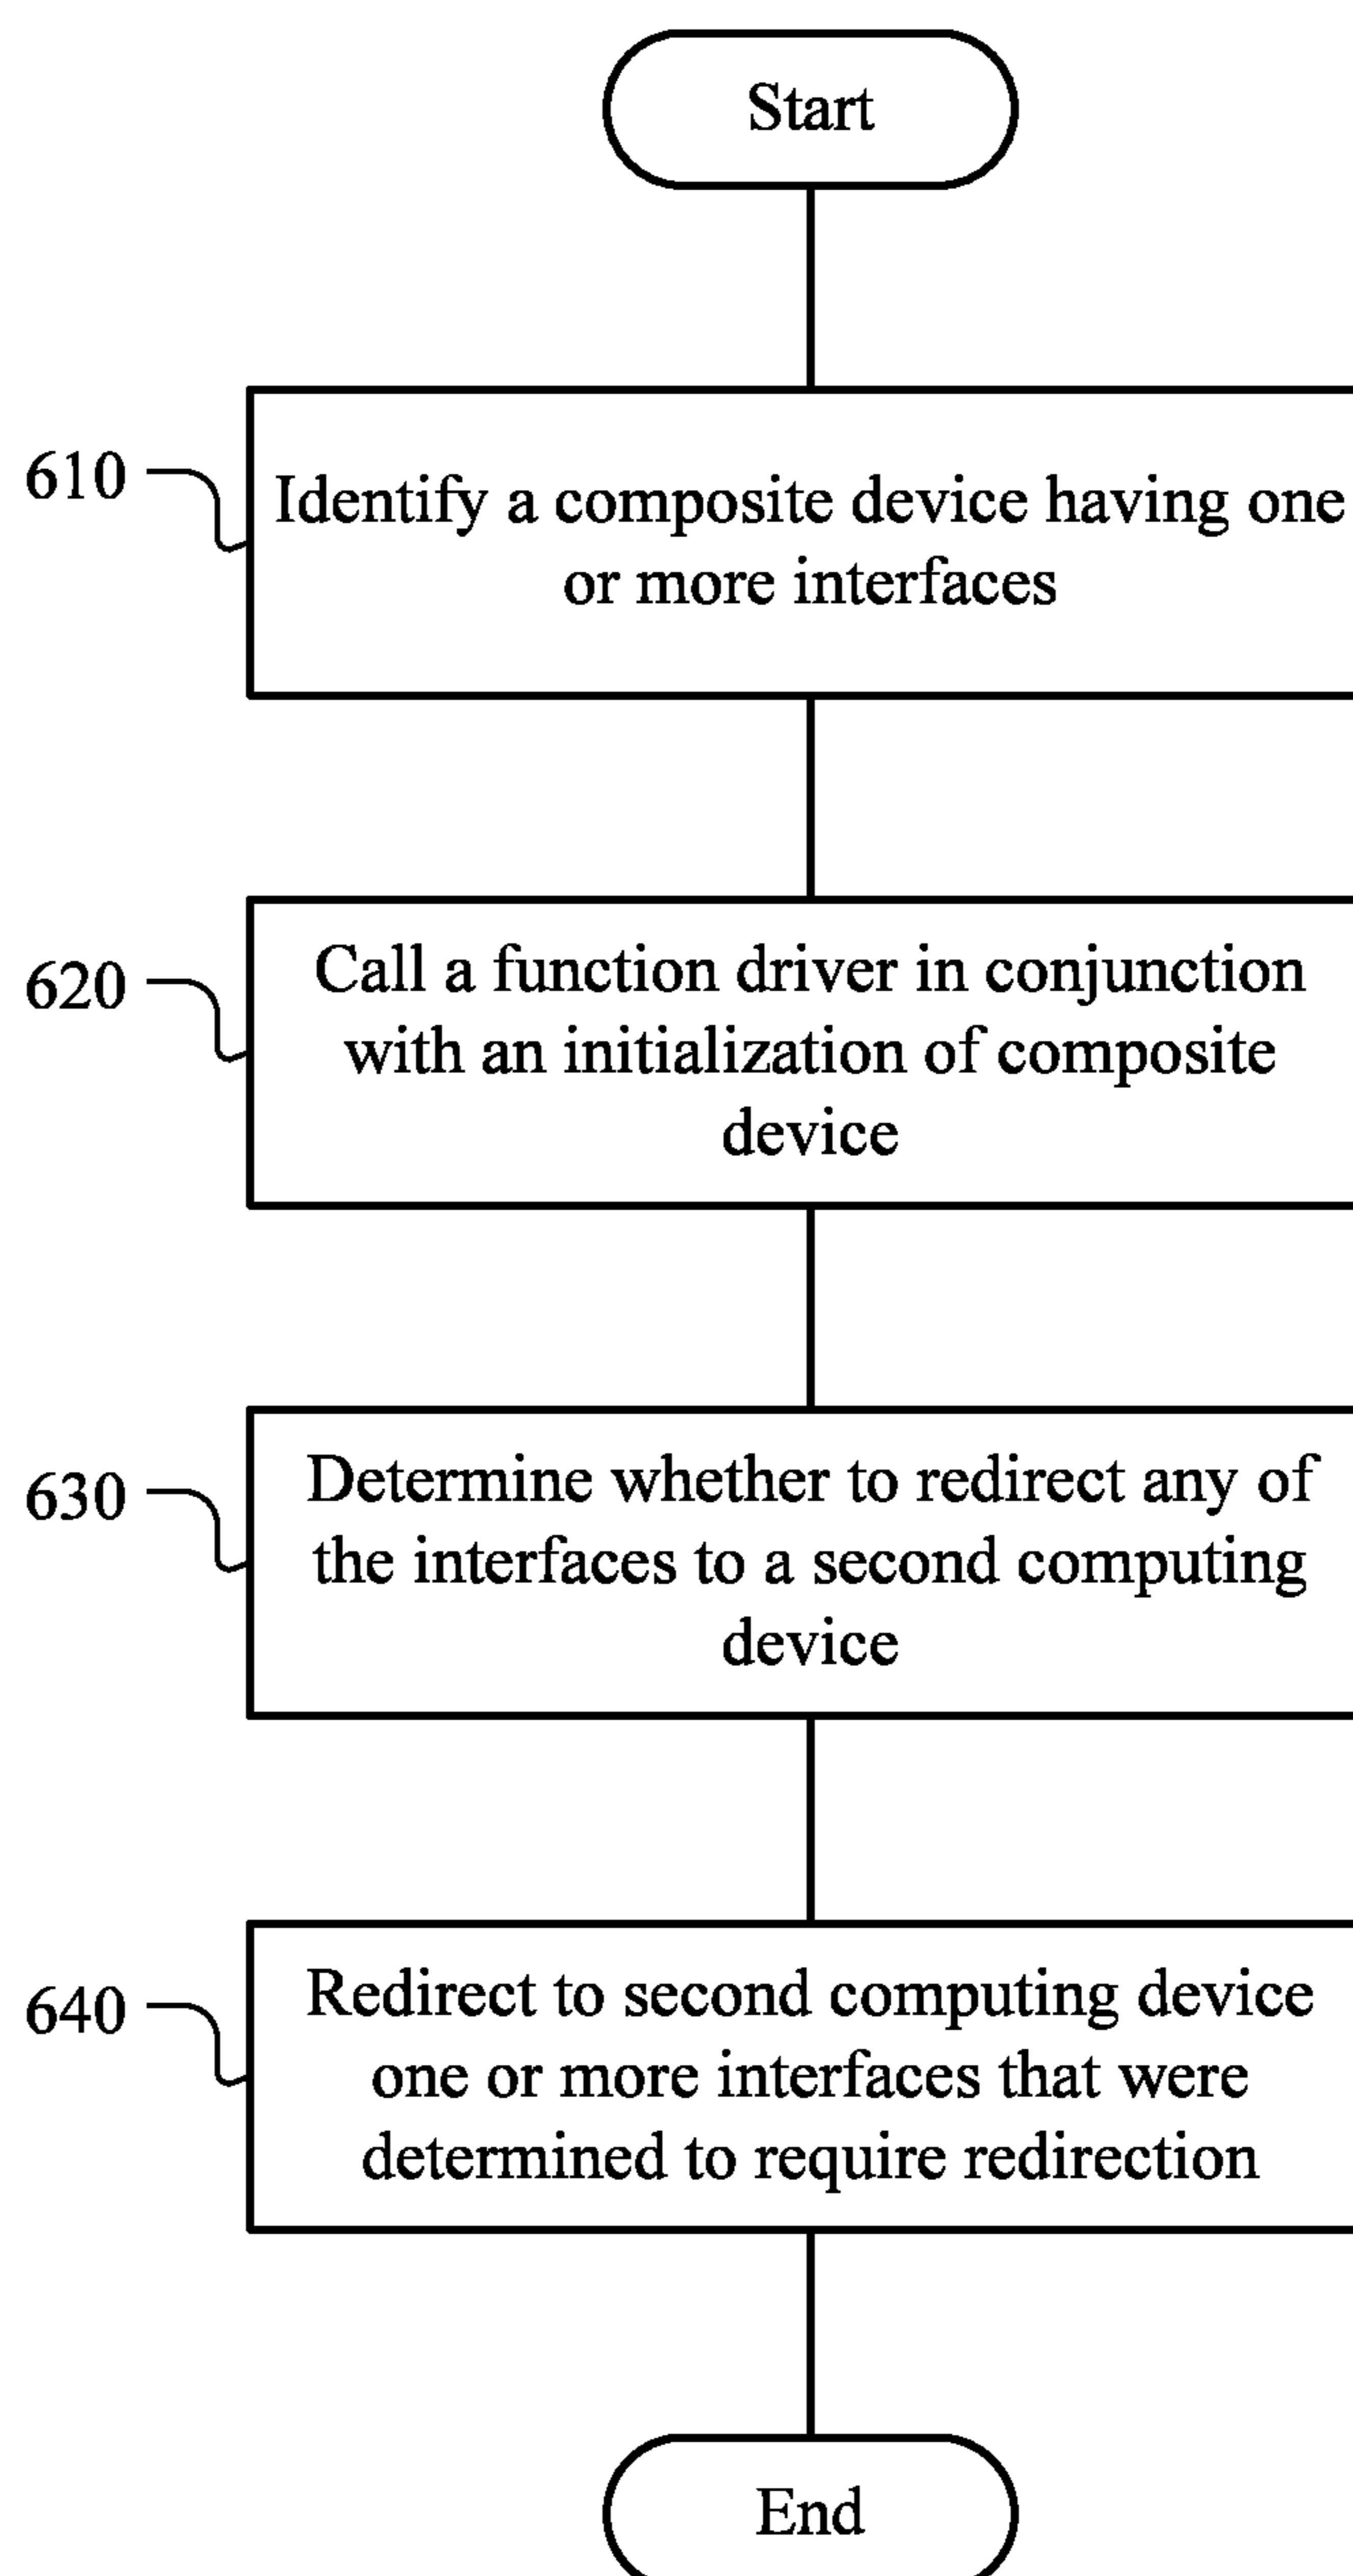 Start
610
Identify a composite device having one
or more interfaces
620
Call a function driver in conjunction
with an initialization of composite
device
630
Determine whether to redirect any of
the interfaces to a second computing
device
640
Redirect to second computing device
one or more interfaces that were
determined to require redirection
End